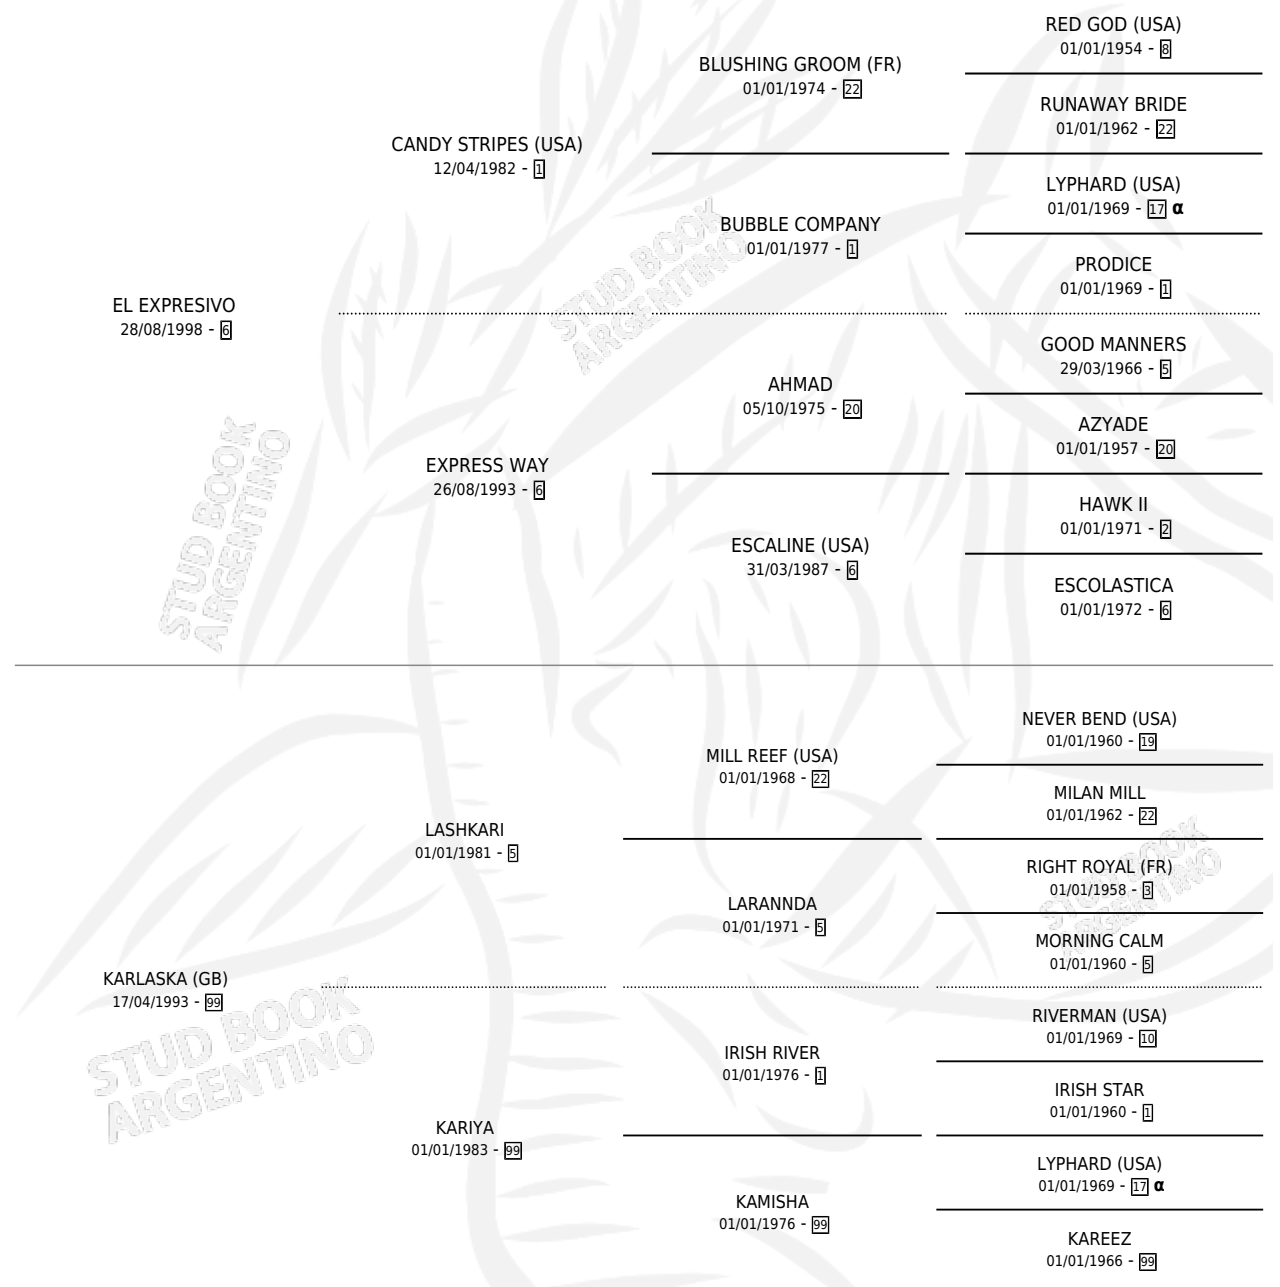 RED GOD (USA)
01/01/1954 - 8
BLUSHING GROOM (FR)
01/01/1974 - 22
RUNAWAY BRIDE
01/01/1962 - 22
CANDY STRIPES (USA)
12/04/1982 - 1
LYPHARD (USA)
01/01/1969 - 17 α
BUBBLE COMPANY
01/01/1977 - 1
PRODICE
01/01/1969 - 1
EL EXPRESIVO
28/08/1998 - 6
GOOD MANNERS
29/03/1966 - 5
AHMAD
05/10/1975 - 20
AZYADE
01/01/1957 - 20
EXPRESS WAY
26/08/1993 - 6
HAWK II
01/01/1971 - 2
ESCALINE (USA)
31/03/1987 - 6
ESCOLASTICA
01/01/1972 - 6
STUD BOOK
ARGENTINO
STUD BOOK
ARGENTINO
NEVER BEND (USA)
01/01/1960 - 19
MILL REEF (USA)
01/01/1968 - 22
MILAN MILL
01/01/1962 - 22
LASHKARI
01/01/1981 - 5
RIGHT ROYAL (FR)
01/01/1958 - 3
LARANNDA
01/01/1971 - 5
MORNING CALM
01/01/1960 - 5
KARLASKA (GB)
17/04/1993 - 99
RIVERMAN (USA)
01/01/1969 - 10
IRISH RIVER
01/01/1976 - 1
IRISH STAR
01/01/1960 - 1
KARIYA
01/01/1983 - 99
LYPHARD (USA)
01/01/1969 - 17 α
KAMISHA
01/01/1976 - 99
KAREEZ
01/01/1966 - 99
STUD BOOK
ARGENTINO
STUD BOOK
ARGENTINO